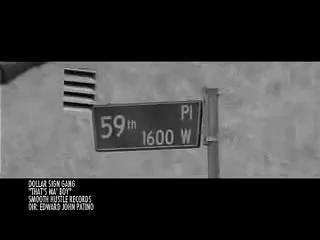 59th Pl
1600 W
DOLLAR SIGN GANG
"THAT'S MA' BOY"
SMOOTH HUSTLE RECORDS
DIR: EDWARD JOHN PATINO